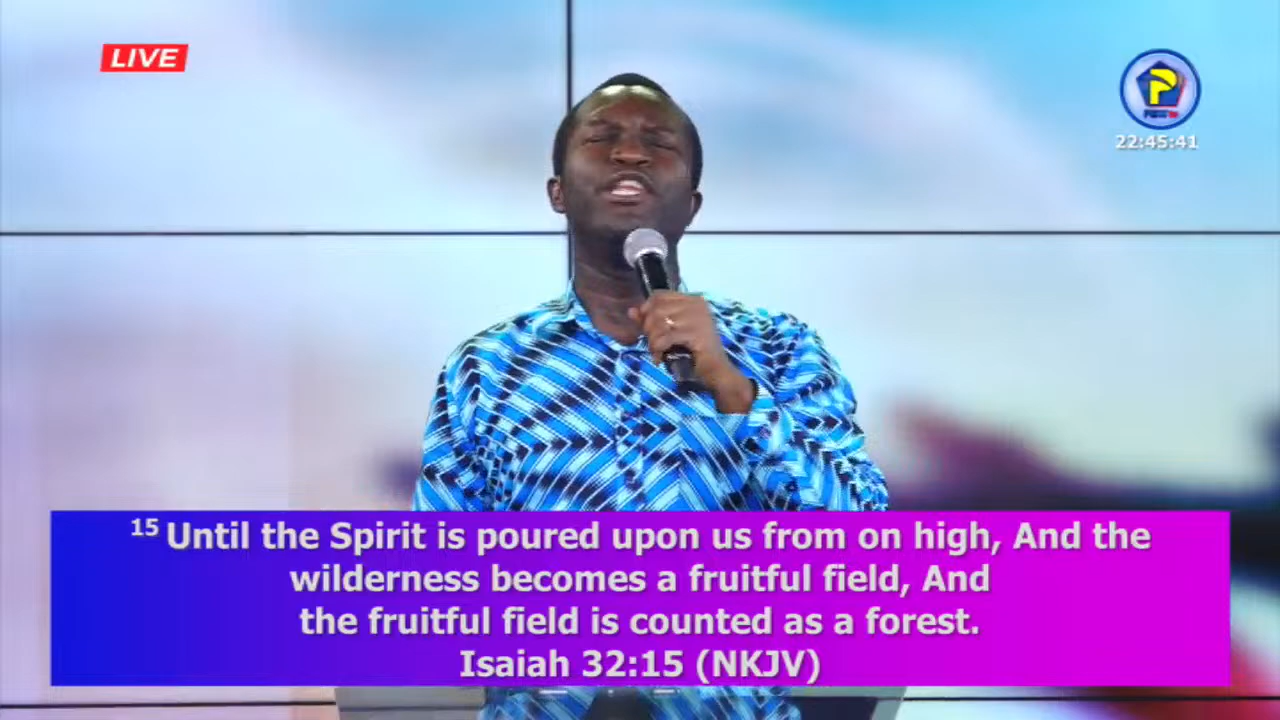 LIVE
P
22:45:41
15 Until the Spirit is poured upon us from on high, And the
wilderness becomes a fruitful field, And
the fruitful field is counted as a forest.
Isaiah 32:15 (NKJV)